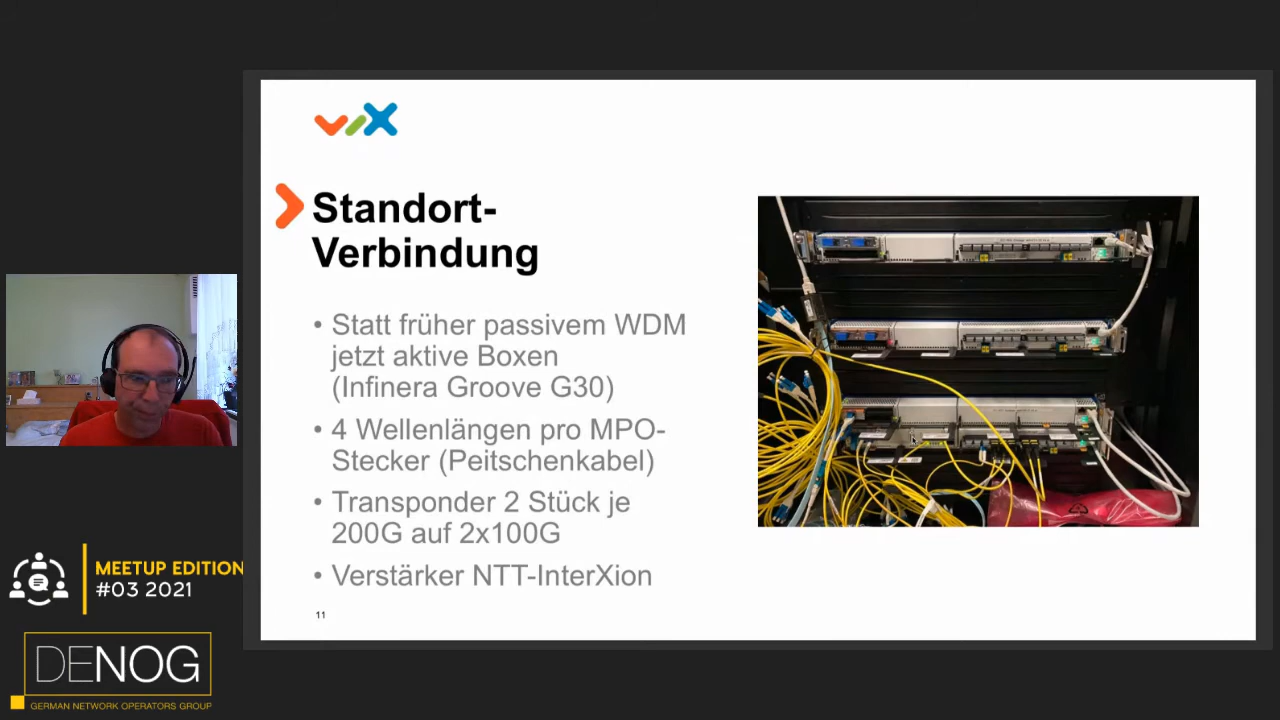 vix
Standort-
Verbindung
• Statt früher passivem WDM
jetzt aktive Boxen
(Infinera Groove G30)
• 4 Wellenlängen pro MPO-
Stecker (Peitschenkabel)
• Transponder 2 Stück je
200G auf 2x100G
• Verstärker NTT-InterXion
11
MEETUP EDITION
#03 2021
DENOG
GERMAN NETWORK OPERATORS GROUP